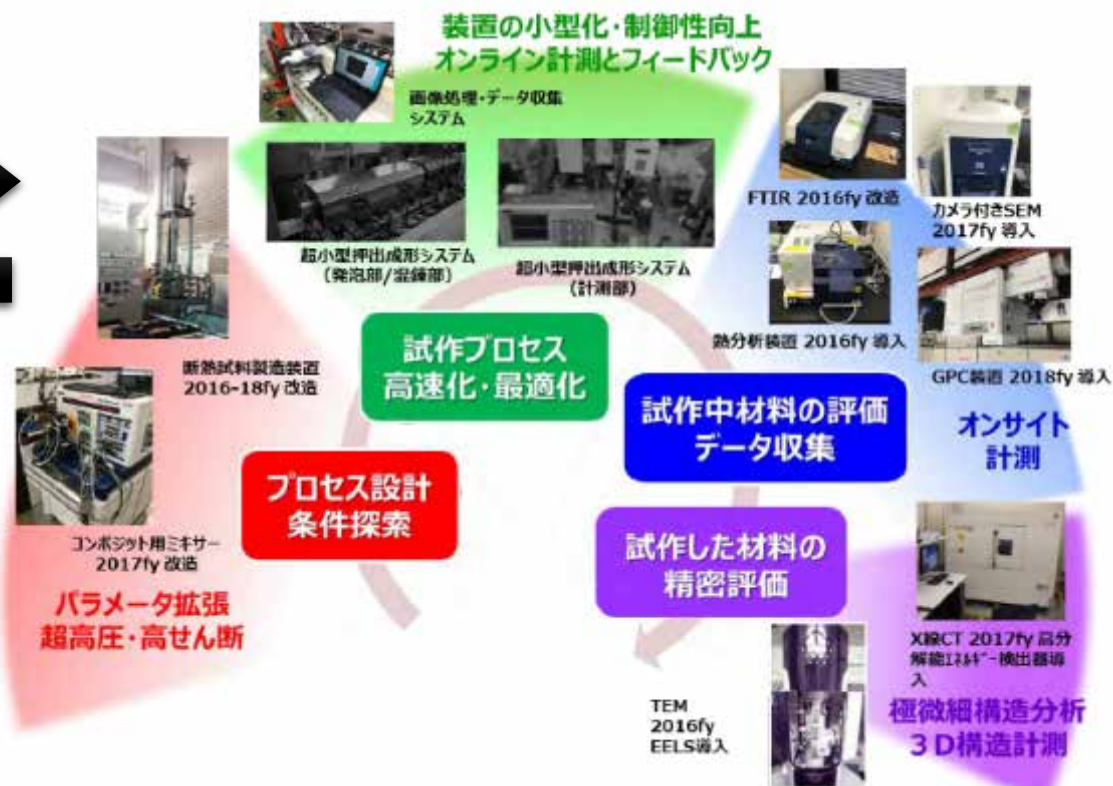 装置の小型化・制御性向上
オンライン計測とフィードバック
画像処理・データ収集
システム
超小型押出成形システム
(発泡部/混錬部)
超小型押出成形システム
(計測部)
FTIR 2016fy 改造
カメラ付きSEM
2017fy 導入
熱分析装置 2016fy 導入
GPC装置 2018fy 導入
オンサイト
計測
断熱試料製造装置
2016-18fy 改造
試作プロセス
高速化・最適化
試作中材料の評価
データ収集
プロセス設計
条件探索
試作した材料の
精密評価
コンポジット用ミキサー
2017fy 改造
パラメータ拡張
超高圧・高せん断
X線CT 2017fy 高分
解能エネルギー検出器導
入
TEM
2016fy
EELS導入
極微細構造分析
3D構造計測